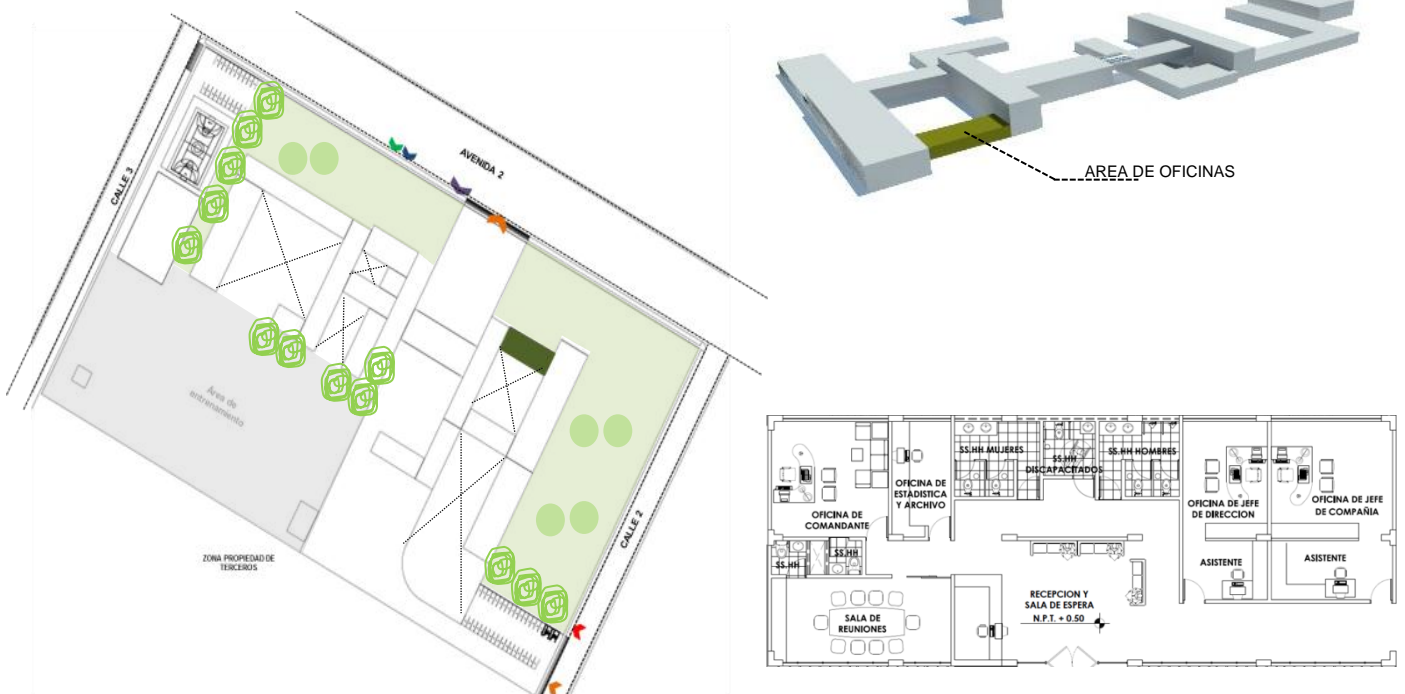 AREA DE OFICINAS
AVENIDA 2
CALLE 3
Área de
entrenamiento
CALLE 2
ZONA PROPIEDAD DE
TERCEROS
SS.HH MUJERES
SS.HH
DISCAPACITADOS
SS.HH HOMBRES
OFICINA DE
ESTADISTICA
Y ARCHIVO
OFICINA DE
COMANDANTE
OFICINA DE JEFE
DE DIRECCION
OFICINA DE JEFE
DE COMPAÑIA
SS.HH
SS.HH
ASISTENTE
ASISTENTE
RECEPCION Y
SALA DE ESPERA
N.P.T. + 0.50
SALA DE
REUNIONES